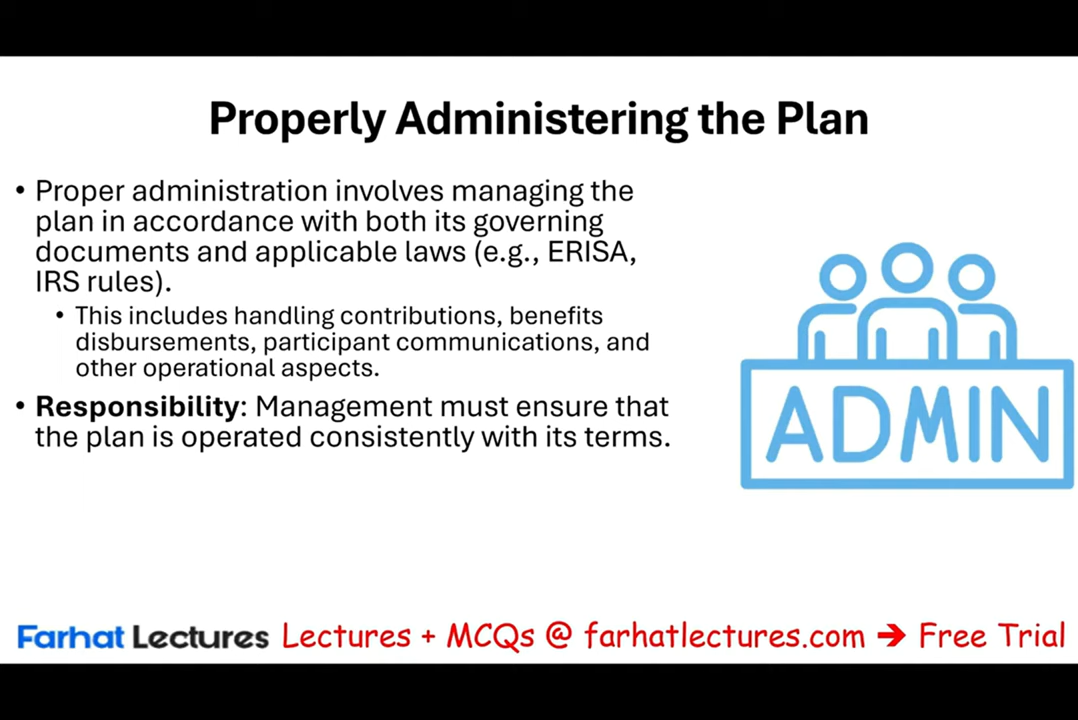 Properly Administering the Plan
• Proper administration involves managing the
plan in accordance with both its governing
documents and applicable laws (e.g., ERISA,
IRS rules).
• This includes handling contributions, benefits
disbursements, participant communications, and
other operational aspects.
• Responsibility: Management must ensure that
the plan is operated consistently with its terms.
ADMIN
Farhat Lectures Lectures + MCQs @ farhatlectures.com → Free Trial